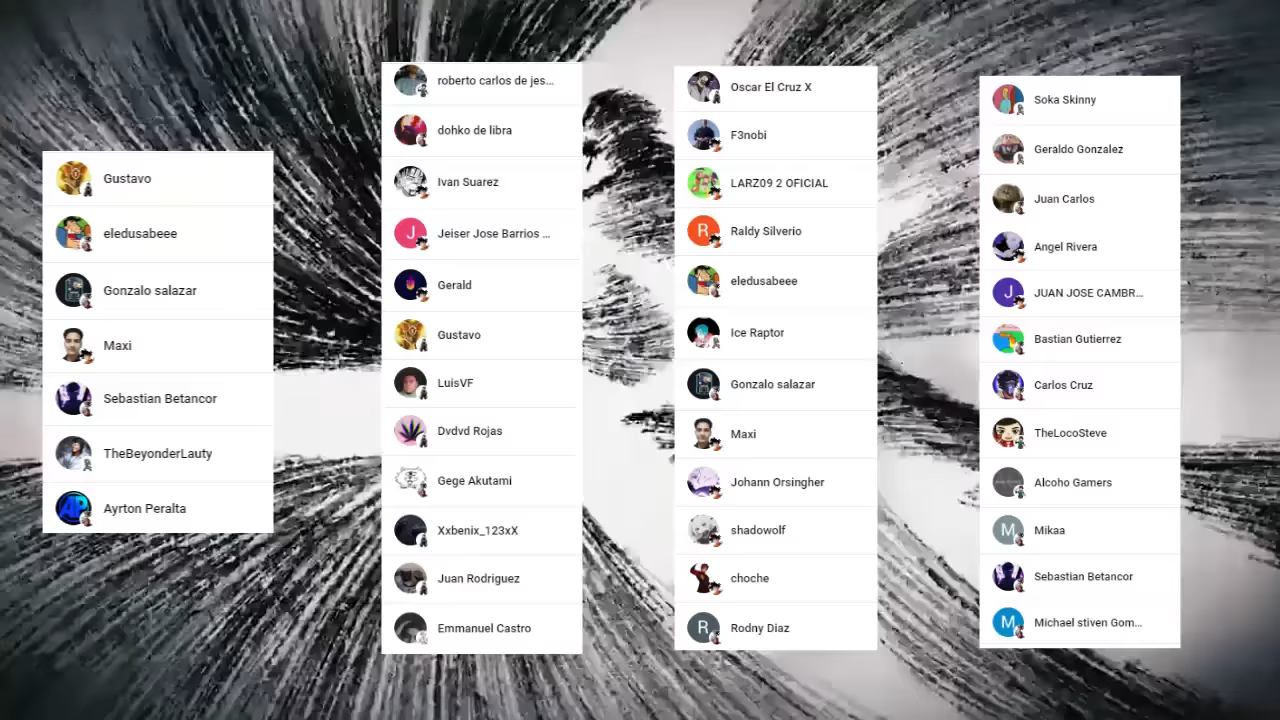 Gustavo
eledusabeee
Gonzalo salazar
Maxi
Sebastian Betancor
TheBeyonderLauty
AP
Ayrton Peralta
roberto carlos de jes...
dohko de libra
Ivan Suarez
J
Jeiser Jose Barrios ...
Gerald
Gustavo
LuisVF
Dvdvd Rojas
Gege Akutami
Xxbenix_123xX
Juan Rodriguez
Emmanuel Castro
Oscar El Cruz X
F3nobi
LARZ09 2 OFICIAL
R
Raldy Silverio
eledusabeee
Ice Raptor
Gonzalo salazar
Maxi
Johann Orsingher
shadowolf
choche
R
Rodny Diaz
Soka Skinny
Geraldo Gonzalez
Juan Carlos
Angel Rivera
J
JUAN JOSE CAMBR...
Bastian Gutierrez
Carlos Cruz
TheLocoSteve
Alcoho Gamers
M
Mikaa
Sebastian Betancor
M
Michael stiven Gom...